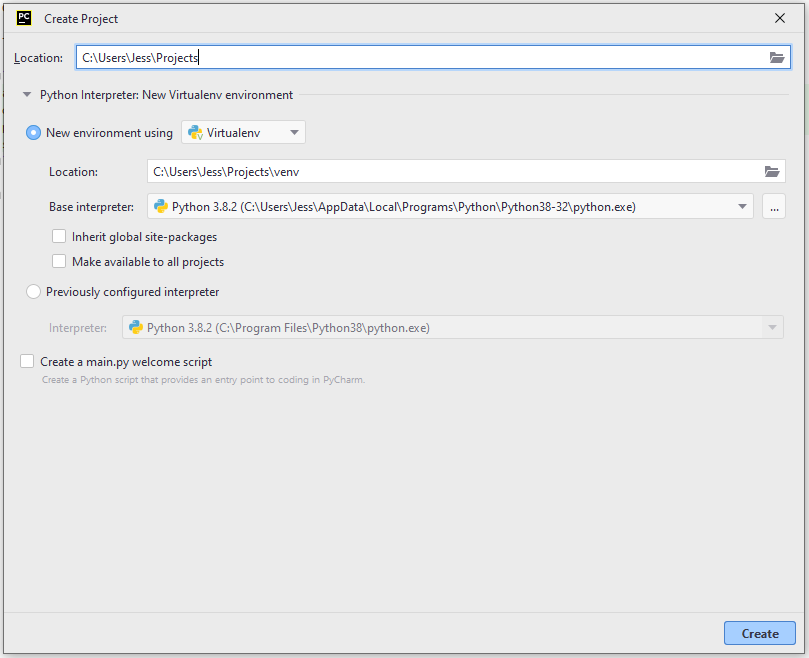 PC Create Project
Location: C:\Users\Jess\Projects
Python Interpreter: New Virtualenv environment
New environment using Virtualenv
Location: C:\Users\Jess\Projects\venv
Base interpreter: Python 3.8.2 (C:\Users\Jess\AppData\Local\Programs\Python\Python38-32\python.exe) ...
Inherit global site-packages
Make available to all projects
Previously configured interpreter
Interpreter: Python 3.8.2 (C:\Program Files\Python38\python.exe)
Create a main.py welcome script
Create a Python script that provides an entry point to coding in PyCharm.
Create